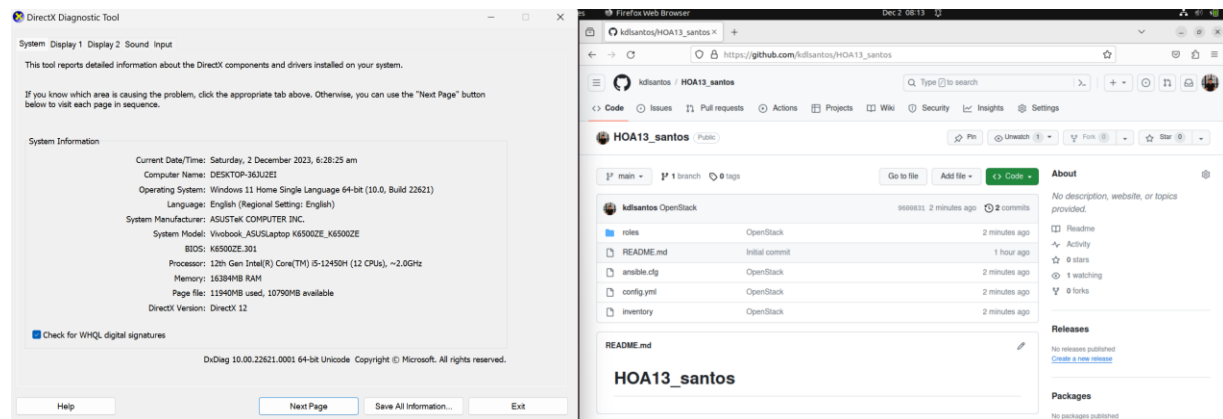 DirectX Diagnostic Tool
System Display 1 Display 2 Sound Input
This tool reports detailed information about the DirectX components and drivers installed on your system.
If you know which area is causing the problem, click the appropriate tab above. Otherwise, you can use the "Next Page" button
below to visit each page in sequence.
System Information
Current Date/Time: Saturday, 2 December 2023, 6:28:25 am
Computer Name: DESKTOP-36JU2EI
Operating System: Windows 11 Home Single Language 64-bit (10.0, Build 22621)
Language: English (Regional Setting: English)
System Manufacturer: ASUSTeK COMPUTER INC.
System Model: Vivobook_ASUSLaptop K6500ZE_K6500ZE
BIOS: K6500ZE.301
Processor: 12th Gen Intel(R) Core(TM) i5-12450H (12 CPUs), ~2.0GHz
Memory: 16384MB RAM
Page file: 11940MB used, 10790MB available
DirectX Version: DirectX 12
Check for WHQL digital signatures
DxDiag 10.00.22621.0001 64-bit Unicode Copyright © Microsoft. All rights reserved.
Help Next Page Save All Information... Exit
es Firefox Web Browser Dec 2 08:13
kdlsantos/HOA13_santos × +
https://github.com/kdlsantos/HOA13_santos
kdlsantos / HOA13_santos Type / to search
Code Issues Pull requests Actions Projects Wiki Security Insights Settings
HOA13_santos Public Pin Unwatch 1 Fork 0 Star 0
main 1 branch 0 tags Go to file Add file Code
kdlsantos OpenStack 2 minutes ago 2 commits
roles OpenStack 2 minutes ago
README.md Initial commit 1 hour ago
ansible.cfg OpenStack 2 minutes ago
config.yml OpenStack 2 minutes ago
inventory OpenStack 2 minutes ago
README.md
HOA13_santos
About
No description, website, or topics
provided.
Readme
Activity
0 stars
1 watching
0 forks
Releases
No releases published
Create a new release
Packages
No packages published